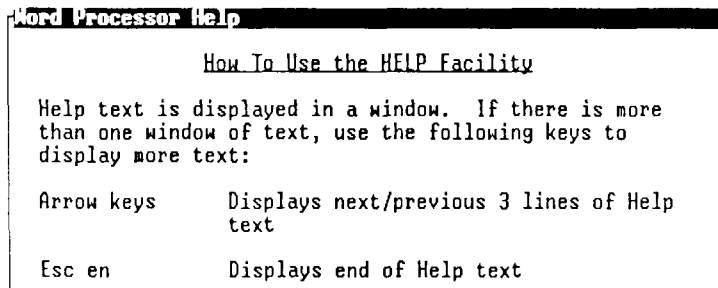 Word Processor Help
How To Use the HELP Facility
Help text is displayed in a window. If there is more
than one window of text, use the following keys to
display more text:
Arrow keys Displays next/previous 3 lines of Help
text
Esc en Displays end of Help text